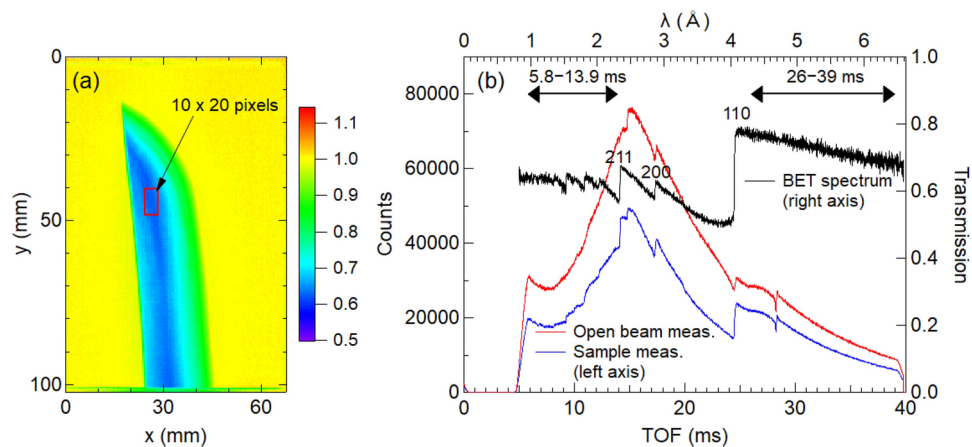 (a)
10 x 20 pixels
0
50
100
y (mm)
0
30
60
x (mm)
1.1
1.0
0.9
0.8
0.7
0.6
0.5
λ (Å)
0 1 2 3 4 5 6
5.8−13.9 ms
(b)
26−39 ms
110
211
200
BET spectrum
(right axis)
Open beam meas.
Sample meas.
(left axis)
80000
60000
40000
20000
0
Counts
1.0
0.8
0.6
0.4
0.2
0.0
Transmission
0 10 20 30 40
TOF (ms)